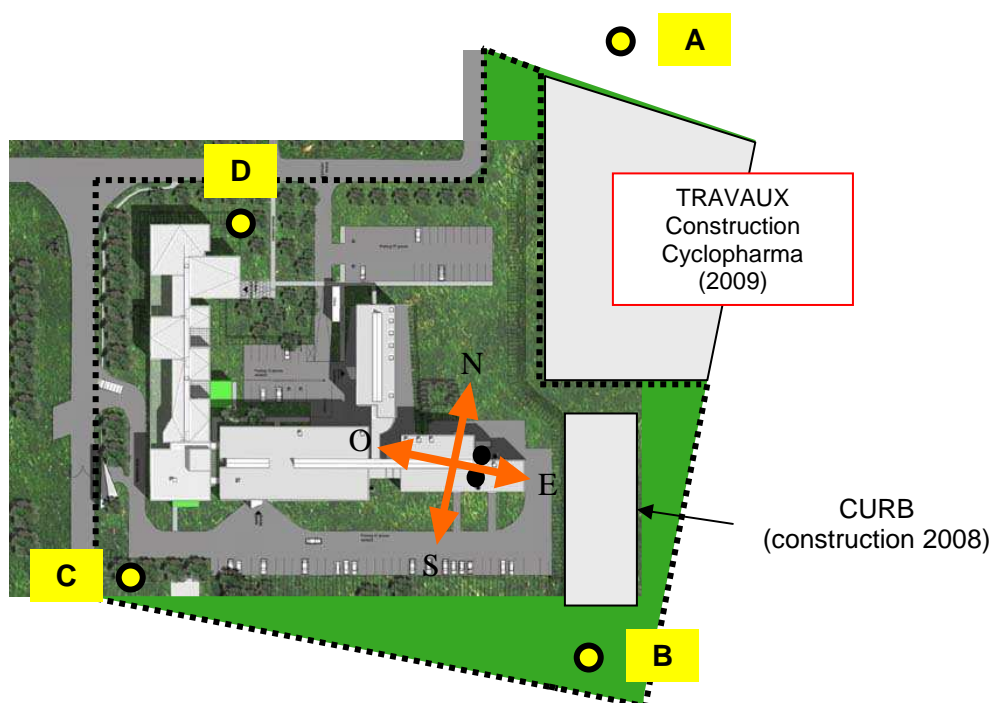 A
D
TRAVAUX
Construction
Cyclopharma
(2009)
N
O
E
S
CURB
(construction 2008)
C
B